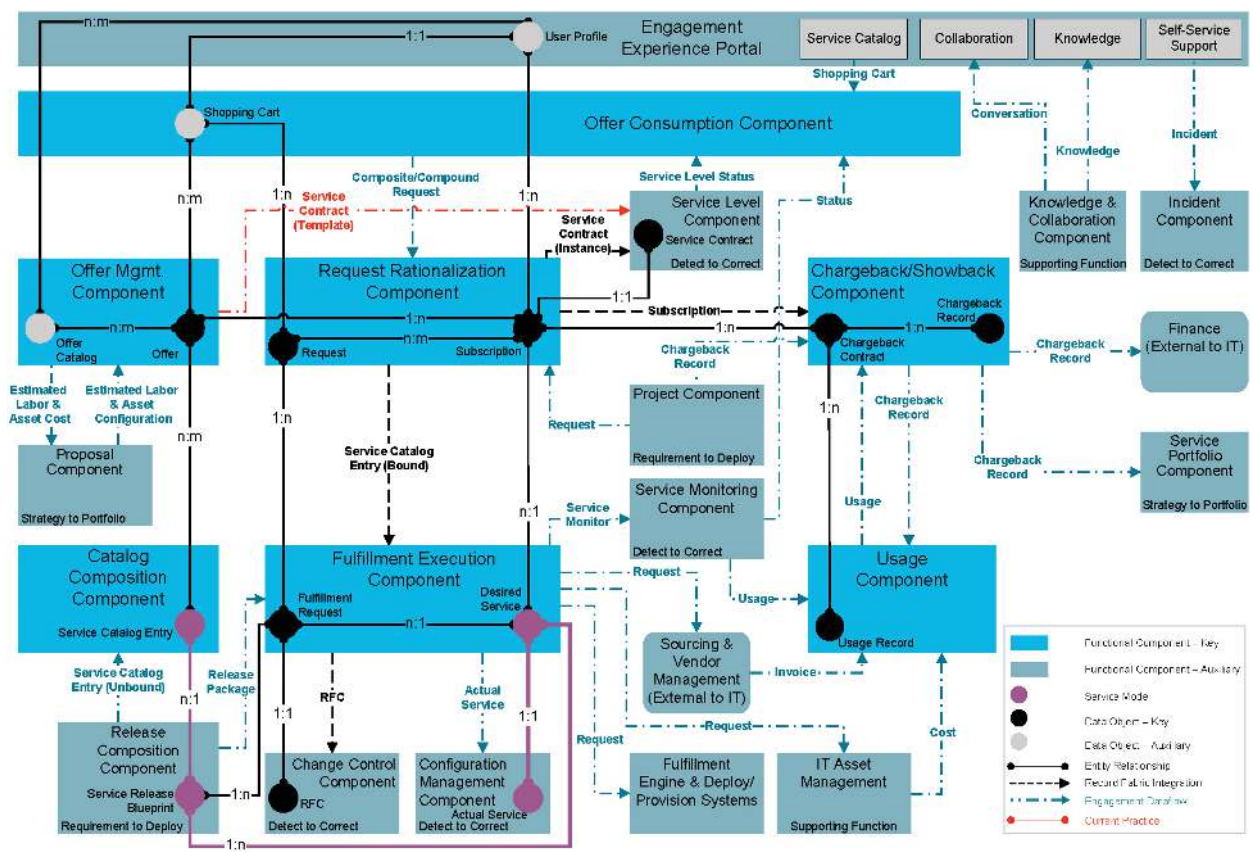 n:m
1:1
User Profile
Engagement
Experience Portal
Service Catalog
Collaboration
Knowledge
Self-Service
Support
Shopping Cart
Shopping Cart
Offer Consumption Component
Conversation
Knowledge
Incident
n:m
1:n
Composite/Compound
Request
1:n
Service Level Status
Status
Service
Contract
(Template)
Service
Contract
(Instance)
Service Level
Component
Service Contract
Detect to Correct
Knowledge &
Collaboration
Component
Supporting Function
Incident
Component
Detect to Correct
Offer Mgmt.
Component
n:m
Offer
Catalog
Offer
Request Rationalization
Component
1:n
n:m
Request
Subscription
1:1
Subscription
1:n
Chargeback/Showback
Component
Chargeback
Record
1:n
Chargeback
Contract
Chargeback
Record
Finance
(External to IT)
Estimated
Labor &
Asset Cost
Estimated Labor
& Asset
Configuration
Proposal
Component
Strategy to Portfolio
n:m
1:n
Service Catalog
Entry (Bound)
Request
Chargeback
Record
Project Component
Requirement to Deploy
1:n
Chargeback
Record
Chargeback
Record
Service
Portfolio
Component
Strategy to Portfolio
n:1
Service
Monitor
Service Monitoring
Component
Detect to Correct
Usage
Catalog
Composition
Component
Service Catalog Entry
Fulfillment Execution
Component
Fulfillment
Request
Desired
Service
n:1
Request
Usage
Usage
Component
Usage Record
Service Catalog
Entry (Unbound)
n:1
Release
Package
1:1
RFC
Actual
Service
1:1
Sourcing &
Vendor
Management
(External to IT)
Invoice
Request
Request
Cost
Release
Composition
Component
Service Release
Blueprint
Requirement to Deploy
1:n
Change Control
Component
RFC
Detect to Correct
Configuration
Management
Component
Actual Service
Detect to Correct
Fulfillment
Engine & Deploy/
Provision Systems
IT Asset
Management
Supporting Function
1:n
Functional Component – Key
Functional Component – Auxiliary
Service Mode
Data Object – Key
Data Object – Auxiliary
Entity Relationship
Record Fabric Integration
Engagement Dataflow
Current Practice